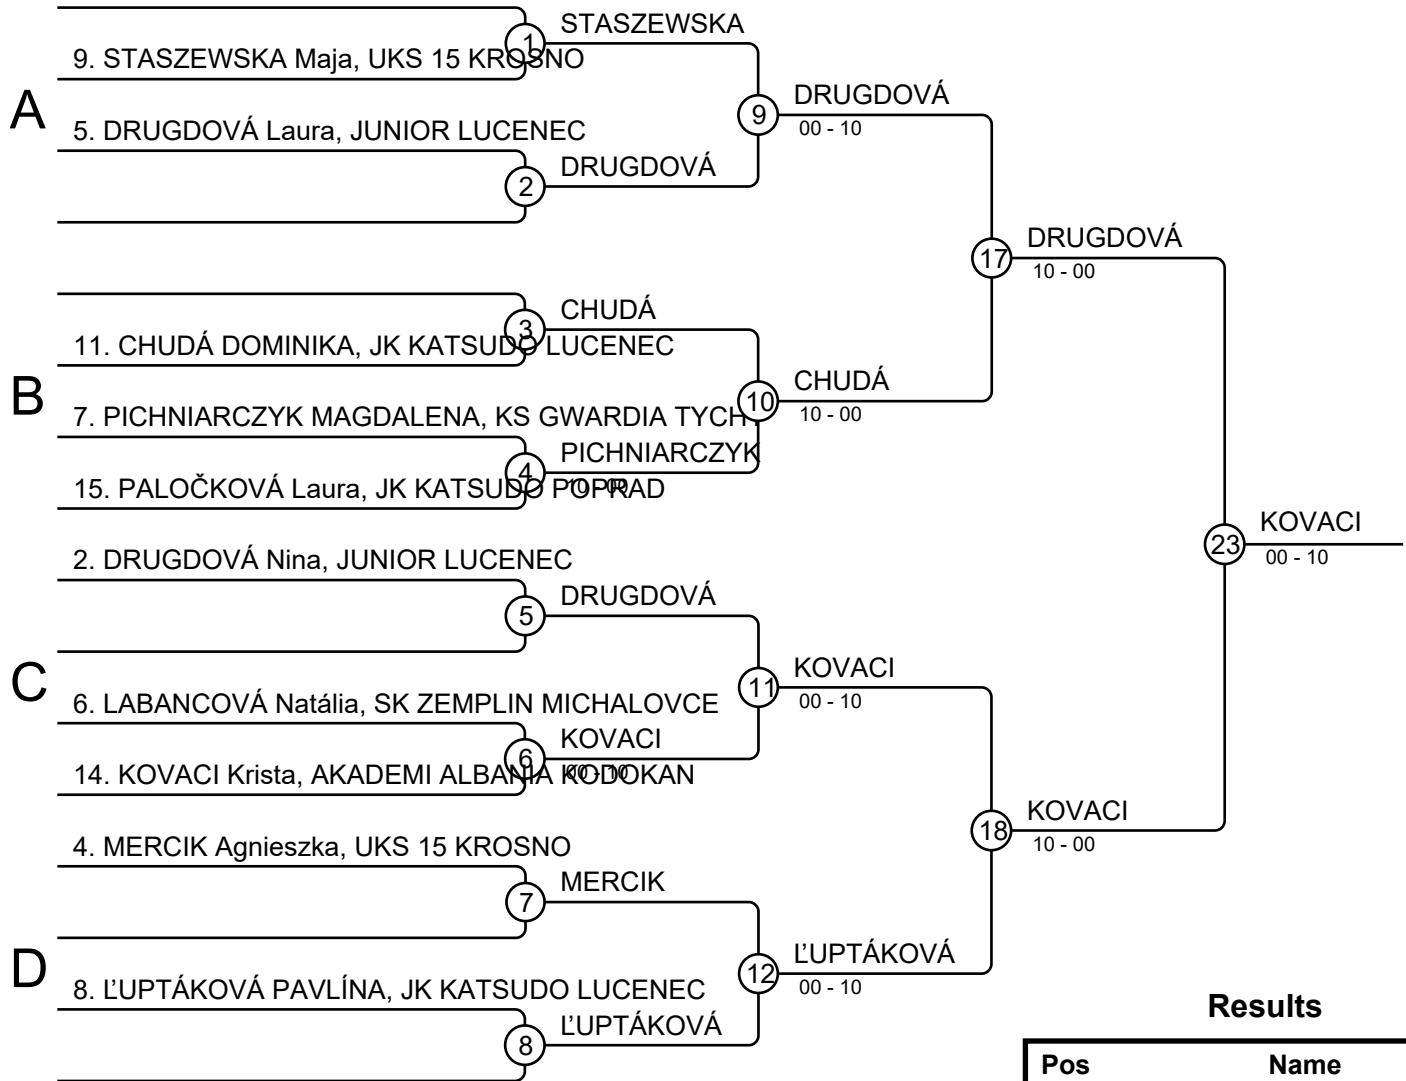 STASZEWSKA
1
9. STASZEWSKA Maja, UKS 15 KROSNO
A
DRUGDOVÁ
9
00 - 10
5. DRUGDOVÁ Laura, JUNIOR LUCENEC
DRUGDOVÁ
2
DRUGDOVÁ
17
10 - 00
CHUDÁ
3
11. CHUDÁ DOMINIKA, JK KATSUDO LUCENEC
B
CHUDÁ
10
10 - 00
7. PICHNIARCZYK MAGDALENA, KS GWARDIA TYCHY
PICHNIARCZYK
4
10 - 00
15. PALOČKOVÁ Laura, JK KATSUDO POPRAD
KOVACI
23
00 - 10
2. DRUGDOVÁ Nina, JUNIOR LUCENEC
DRUGDOVÁ
5
C
KOVACI
11
00 - 10
6. LABANCOVÁ Natália, SK ZEMPLIN MICHALOVCE
KOVACI
6
00 - 10
14. KOVACI Krista, AKADEMI ALBANIA KODOKAN
KOVACI
18
10 - 00
4. MERCIK Agnieszka, UKS 15 KROSNO
MERCIK
7
D
ĽUPTÁKOVÁ
12
00 - 10
8. ĽUPTÁKOVÁ PAVLÍNA, JK KATSUDO LUCENEC
ĽUPTÁKOVÁ
8
Results
Pos Name